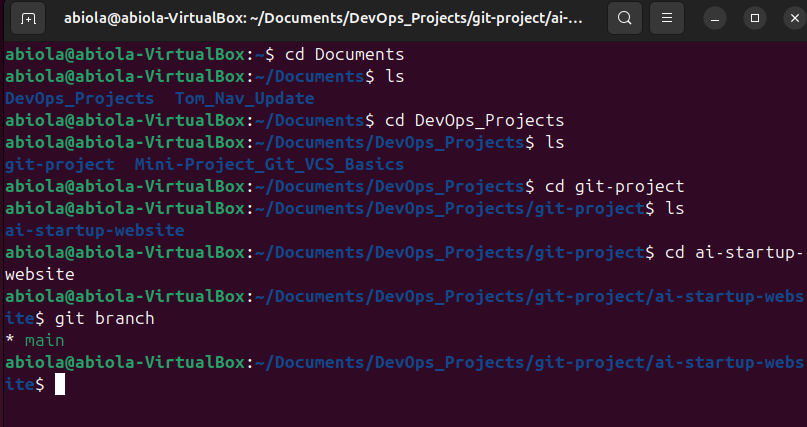 abiola@abiola-VirtualBox: ~/Documents/DevOps_Projects/git-project/ai-...
abiola@abiola-VirtualBox:~$ cd Documents
abiola@abiola-VirtualBox:~/Documents$ ls
DevOps_Projects  Tom_Nav_Update
abiola@abiola-VirtualBox:~/Documents$ cd DevOps_Projects
abiola@abiola-VirtualBox:~/Documents/DevOps_Projects$ ls
git-project  Mini-Project_Git_VCS_Basics
abiola@abiola-VirtualBox:~/Documents/DevOps_Projects$ cd git-project
abiola@abiola-VirtualBox:~/Documents/DevOps_Projects/git-project$ ls
ai-startup-website
abiola@abiola-VirtualBox:~/Documents/DevOps_Projects/git-project$ cd ai-startup-
website
abiola@abiola-VirtualBox:~/Documents/DevOps_Projects/git-project/ai-startup-webs
ite$ git branch
* main
abiola@abiola-VirtualBox:~/Documents/DevOps_Projects/git-project/ai-startup-webs
ite$